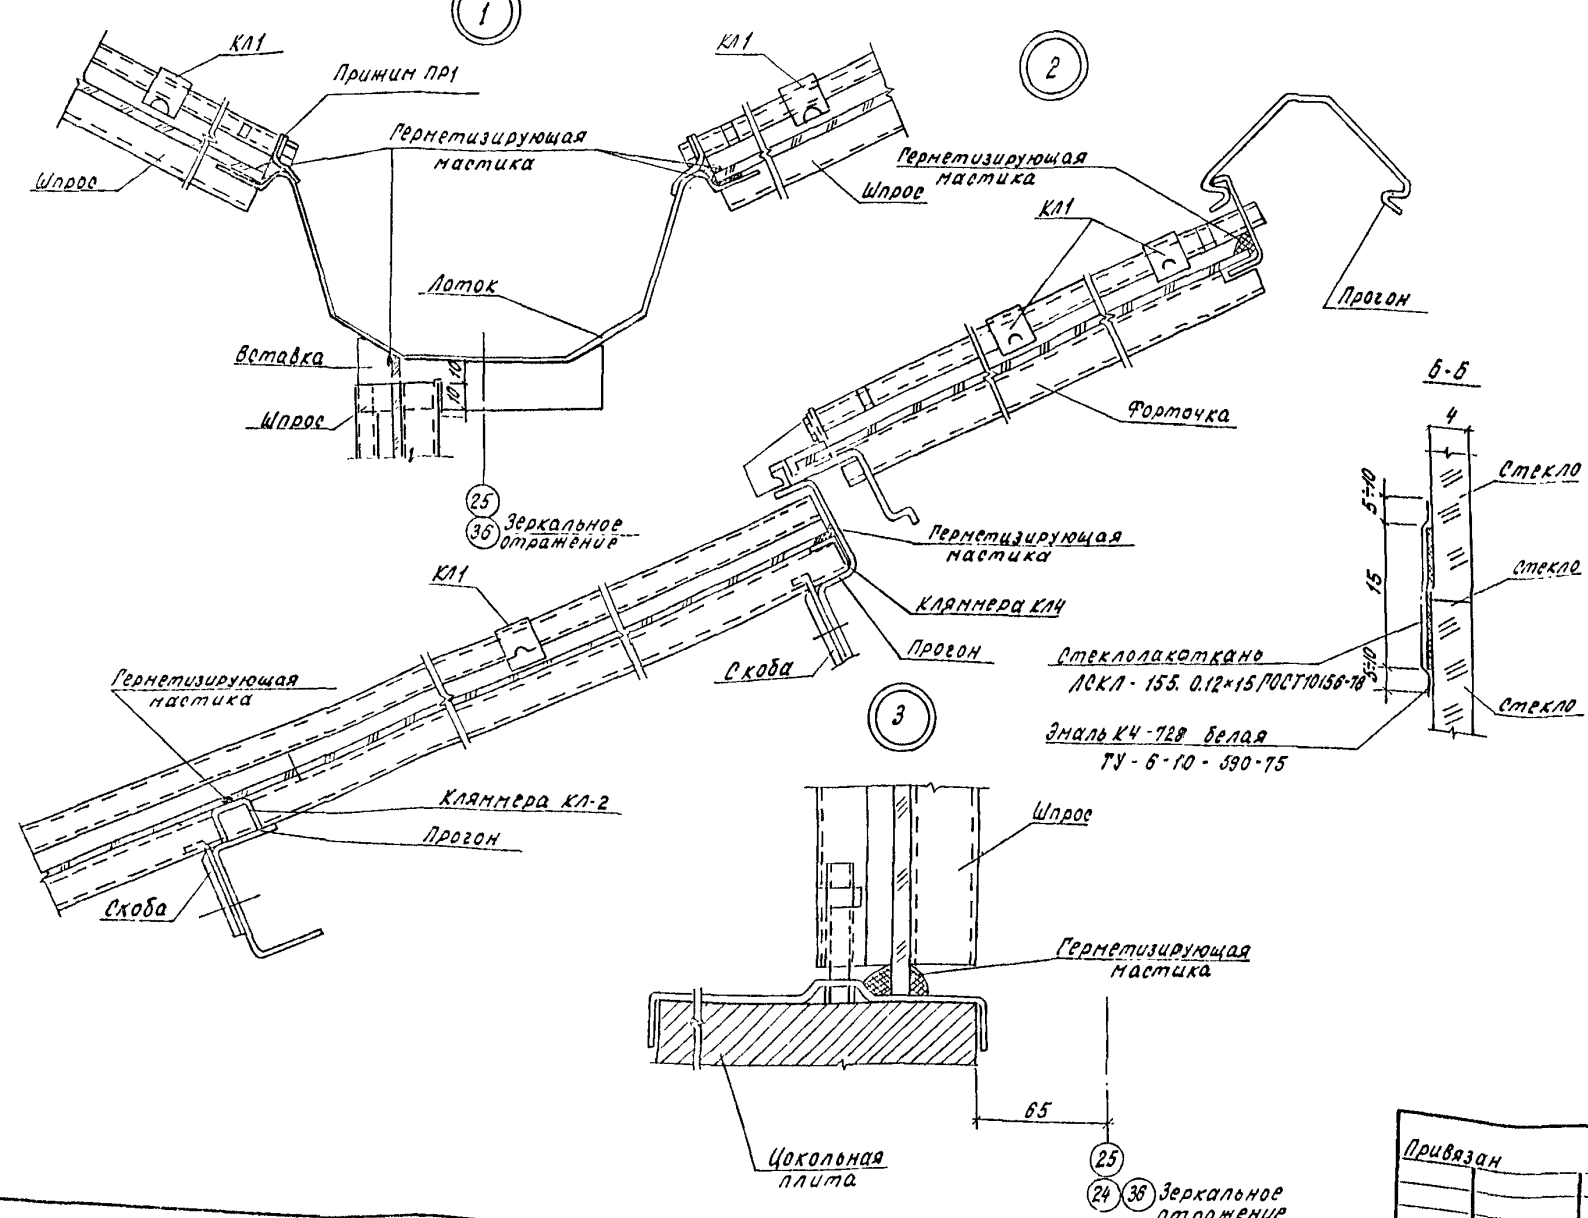 1
КЛ1
Прижим ПР1
КЛ1
2
Герметизирующая
мастика
Шпрос
Шпрос
Герметизирующая
мастика
КЛ1
Прогон
Лоток
Вставка
10
10
Шпрос
Форточка
25
36
Зеркальное
отражение
Б-Б
4
Стекло
5÷10
15
5÷10
Стекло
Стекло
Стеклолакоткань
ЛСКЛ - 155. 0.12×15 ГОСТ 10156-78
Эмаль КЧ-728 белая
ТУ - 6-10 - 590-75
Герметизирующая
мастика
Кляммера КЛ4
Прогон
Скоба
КЛ1
Герметизирующая
мастика
Кляммера КЛ-2
Прогон
Скоба
3
Шпрос
Герметизирующая
мастика
65
Цокольная
плита
25
24
36
Зеркальное
отражение
Привязан